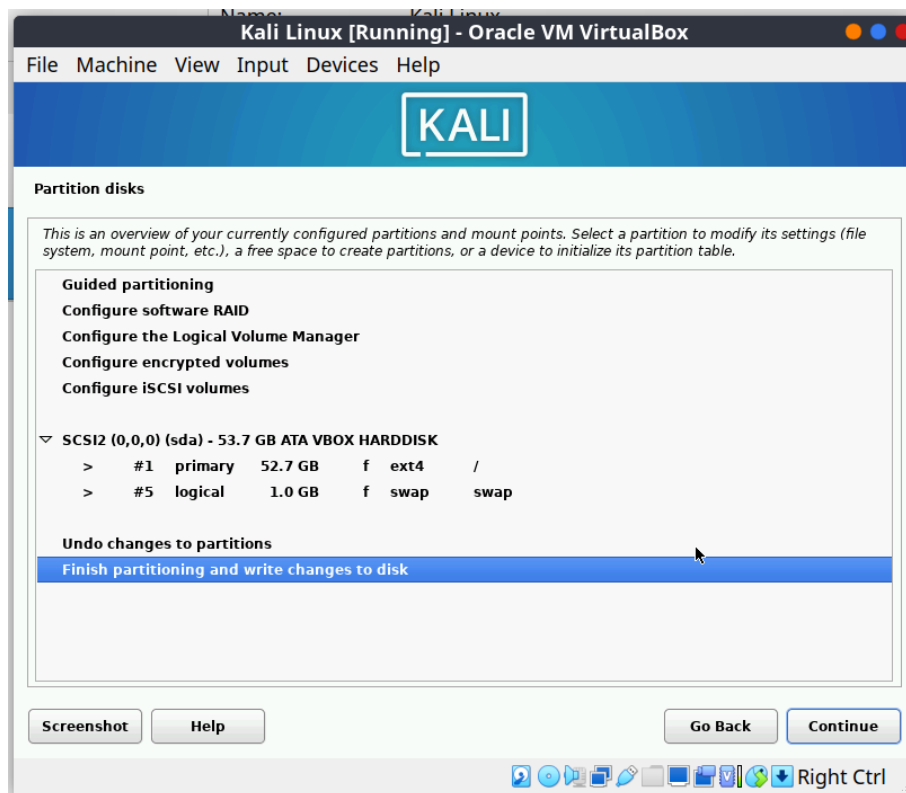 Name: Kali Linux
Kali Linux [Running] - Oracle VM VirtualBox
File Machine View Input Devices Help
KALI
Partition disks
This is an overview of your currently configured partitions and mount points. Select a partition to modify its settings (file
system, mount point, etc.), a free space to create partitions, or a device to initialize its partition table.
Guided partitioning
Configure software RAID
Configure the Logical Volume Manager
Configure encrypted volumes
Configure iSCSI volumes
SCSI2 (0,0,0) (sda) - 53.7 GB ATA VBOX HARDDISK
> #1 primary 52.7 GB f ext4 /
> #5 logical 1.0 GB f swap swap
Undo changes to partitions
Finish partitioning and write changes to disk
Screenshot Help Go Back Continue
Right Ctrl